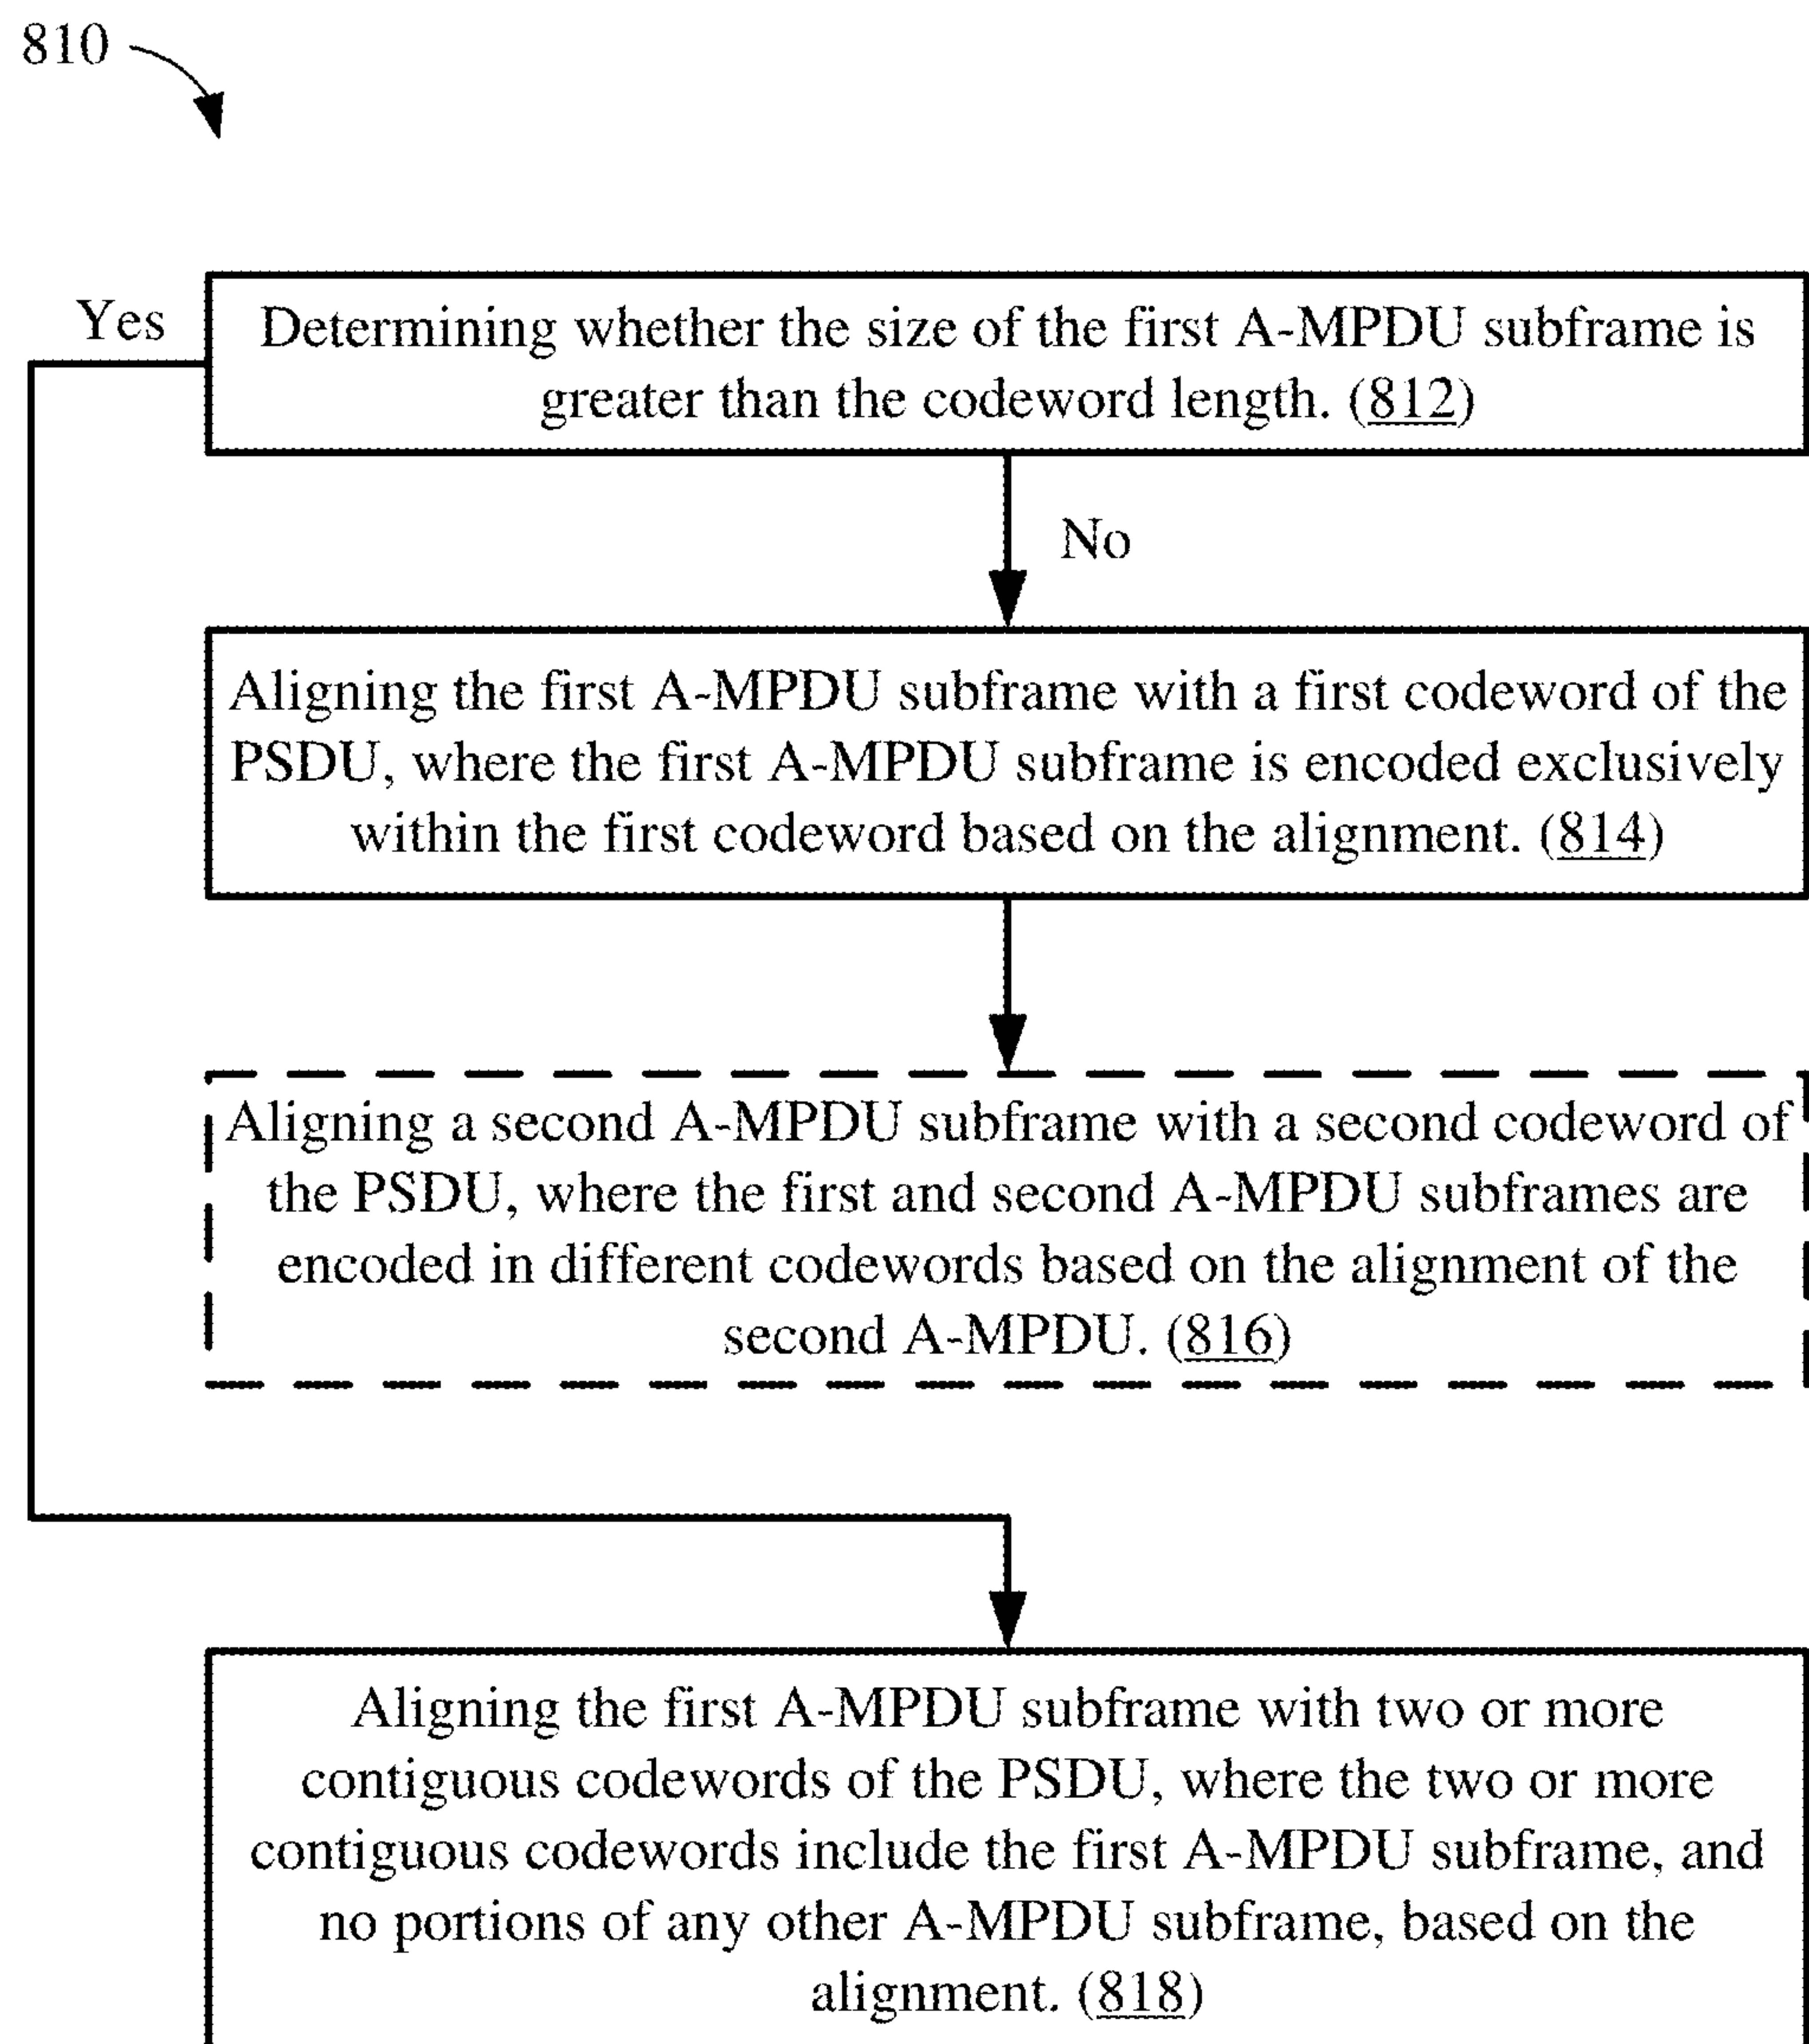 810
Yes
Determining whether the size of the first A-MPDU subframe is
greater than the codeword length. (812)
No
Aligning the first A-MPDU subframe with a first codeword of the
PSDU, where the first A-MPDU subframe is encoded exclusively
within the first codeword based on the alignment. (814)
Aligning a second A-MPDU subframe with a second codeword of
the PSDU, where the first and second A-MPDU subframes are
encoded in different codewords based on the alignment of the
second A-MPDU. (816)
Aligning the first A-MPDU subframe with two or more
contiguous codewords of the PSDU, where the two or more
contiguous codewords include the first A-MPDU subframe, and
no portions of any other A-MPDU subframe, based on the
alignment. (818)